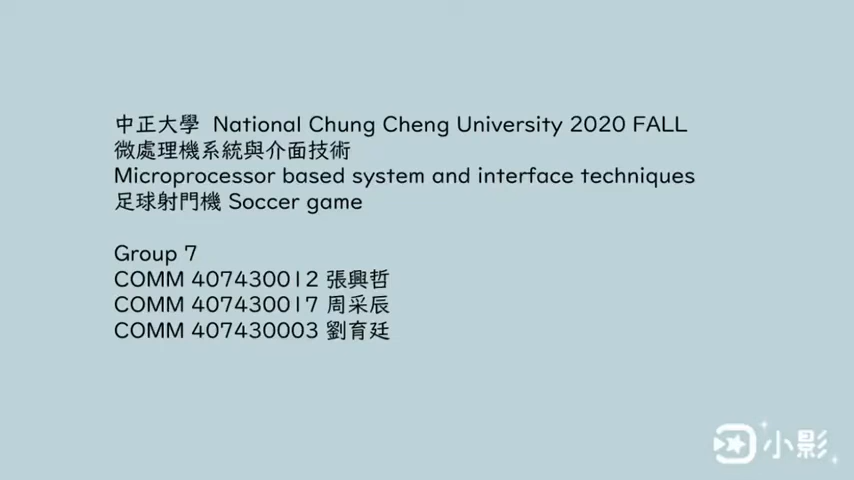 中正大學 National Chung Cheng University 2020 FALL
微處理機系統與介面技術
Microprocessor based system and interface techniques
足球射門機 Soccer game
Group 7
COMM 407430012 張興哲
COMM 407430017 周采辰
COMM 407430003 劉育廷
小影